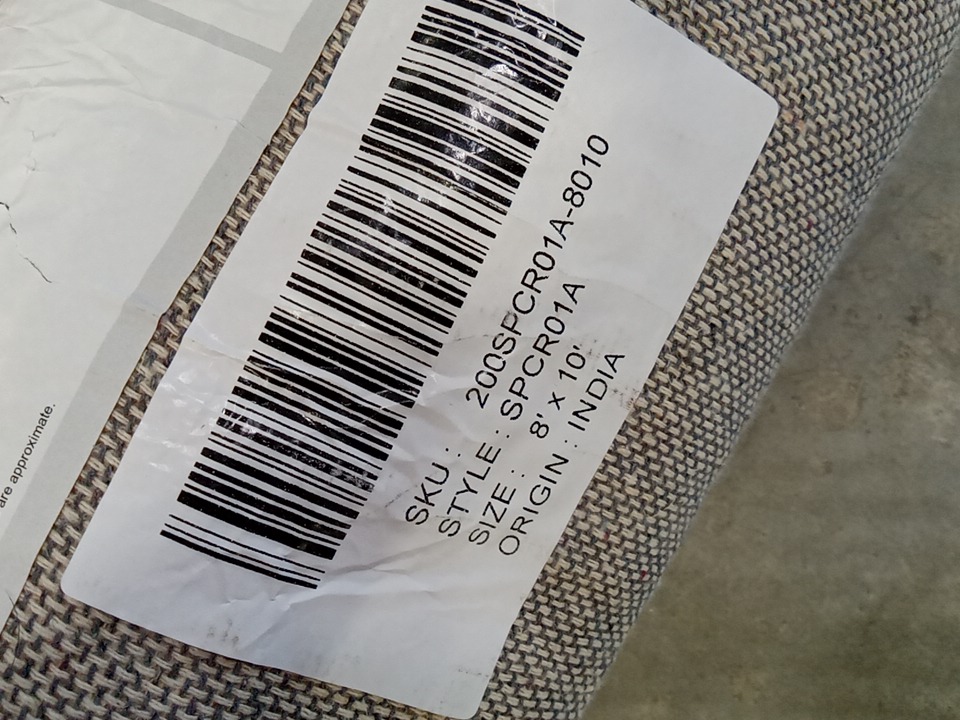 SKU : 200SPCR01A-8010
STYLE : SPCR01A
SIZE : 8' x 10'
ORIGIN : INDIA
are approximate.